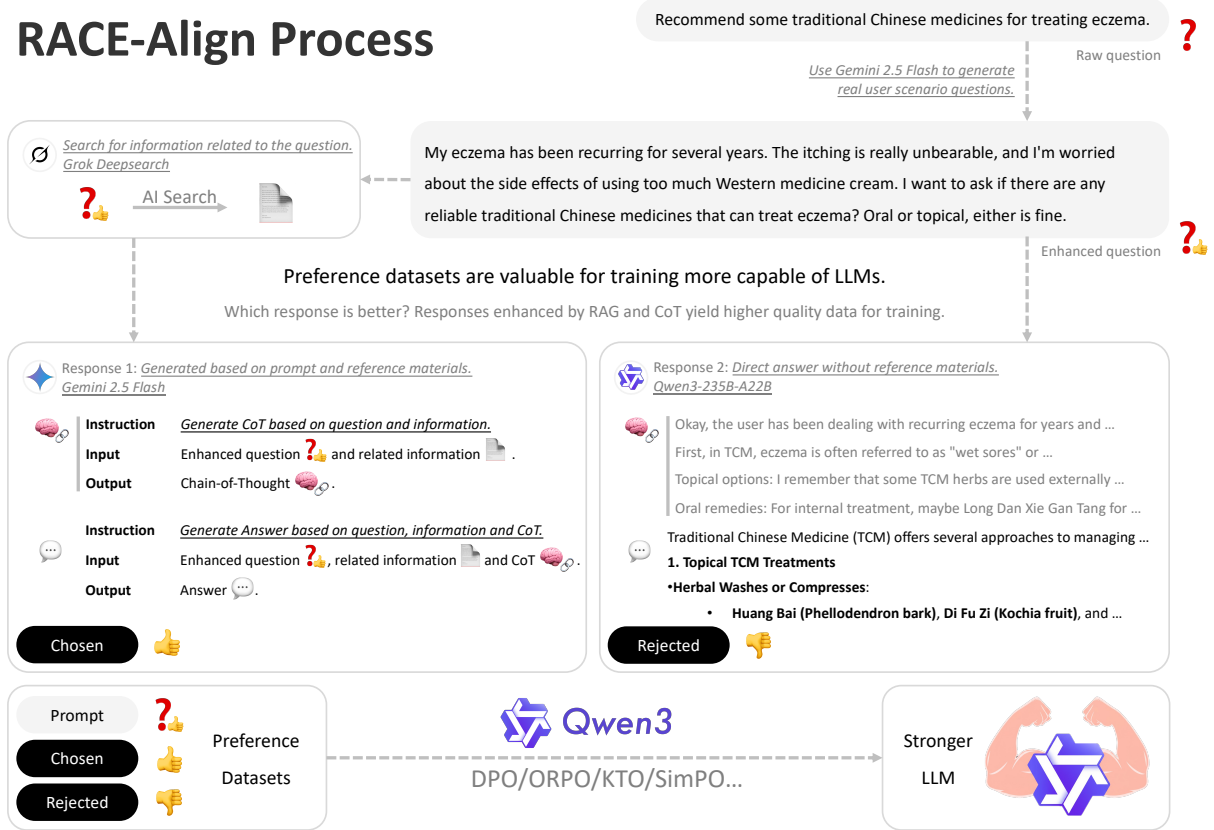 RACE-Align Process
Recommend some traditional Chinese medicines for treating eczema.
Raw question
Use Gemini 2.5 Flash to generate
real user scenario questions.
Search for information related to the question.
Grok Deepsearch
AI Search
My eczema has been recurring for several years. The itching is really unbearable, and I'm worried
about the side effects of using too much Western medicine cream. I want to ask if there are any
reliable traditional Chinese medicines that can treat eczema? Oral or topical, either is fine.
Enhanced question
Preference datasets are valuable for training more capable of LLMs.
Which response is better? Responses enhanced by RAG and CoT yield higher quality data for training.
Response 1: Generated based on prompt and reference materials.
Gemini 2.5 Flash
Instruction Generate CoT based on question and information.
Input Enhanced question ❓👍 and related information 📄 .
Output Chain-of-Thought 🧠🔗 .
Instruction Generate Answer based on question, information and CoT.
Input Enhanced question ❓👍, related information 📄 and CoT 🧠🔗 .
Output Answer 💬.
Chosen
Response 2: Direct answer without reference materials.
Qwen3-235B-A22B
Okay, the user has been dealing with recurring eczema for years and …
First, in TCM, eczema is often referred to as "wet sores" or …
Topical options: I remember that some TCM herbs are used externally …
Oral remedies: For internal treatment, maybe Long Dan Xie Gan Tang for …
Traditional Chinese Medicine (TCM) offers several approaches to managing …
1. Topical TCM Treatments
•Herbal Washes or Compresses:
• Huang Bai (Phellodendron bark), Di Fu Zi (Kochia fruit), and …
Rejected
Prompt
Chosen
Rejected
Preference
Datasets
Qwen3
DPO/ORPO/KTO/SimPO…
Stronger
LLM